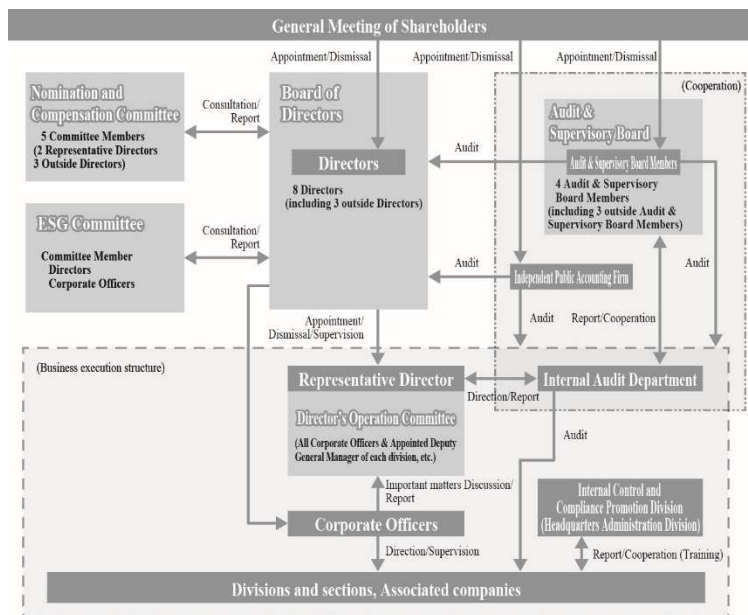 General Meeting of Shareholders
Appointment/Dismissal
Appointment/Dismissal
Appointment/Dismissal
(Cooperation)
Nomination and
Compensation Committee
5 Committee Members
(2 Representative Directors
3 Outside Directors)
Consultation/
Report
Board of
Directors
Directors
8 Directors
(including 3 outside Directors)
Audit
Audit &
Supervisory Board
Audit & Supervisory Board Members
4 Audit & Supervisory
Board Members
(including 3 outside Audit &
Supervisory Board Members)
ESG Committee
Committee Member
Directors
Corporate Officers
Consultation/
Report
Audit
Independent Public Accounting Firm
Audit
Audit
Report/Cooperation
Appointment/
Dismissal/Supervision
(Business execution structure)
Representative Director
Director's Operation Committee
(All Corporate Officers & Appointed Deputy
General Manager of each division, etc.)
Direction/Report
Internal Audit Department
Audit
Important matters Discussion/
Report
Corporate Officers
Direction/Supervision
Internal Control and
Compliance Promotion Division
(Headquarters Administration Division)
Report/Cooperation (Training)
Divisions and sections, Associated companies